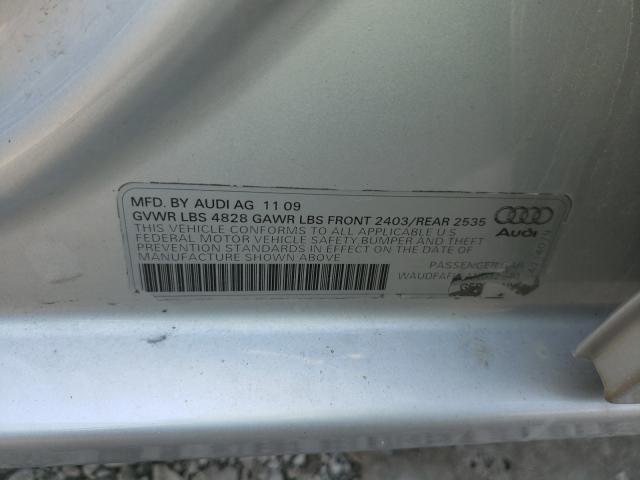 MFD. BY AUDI AG 11 09
GVWR LBS 4828 GAWR LBS FRONT 2403/REAR 2535
THIS VEHICLE CONFORMS TO ALL APPLICABLE U.S
FEDERAL MOTOR VEHICLE SAFETY,BUMPER AND THEFT
PREVENTION STANDARDS IN EFFECT ON THE DATE OF
MANUFACTURE SHOWN ABOVE
Audi
PASSENGER CAR